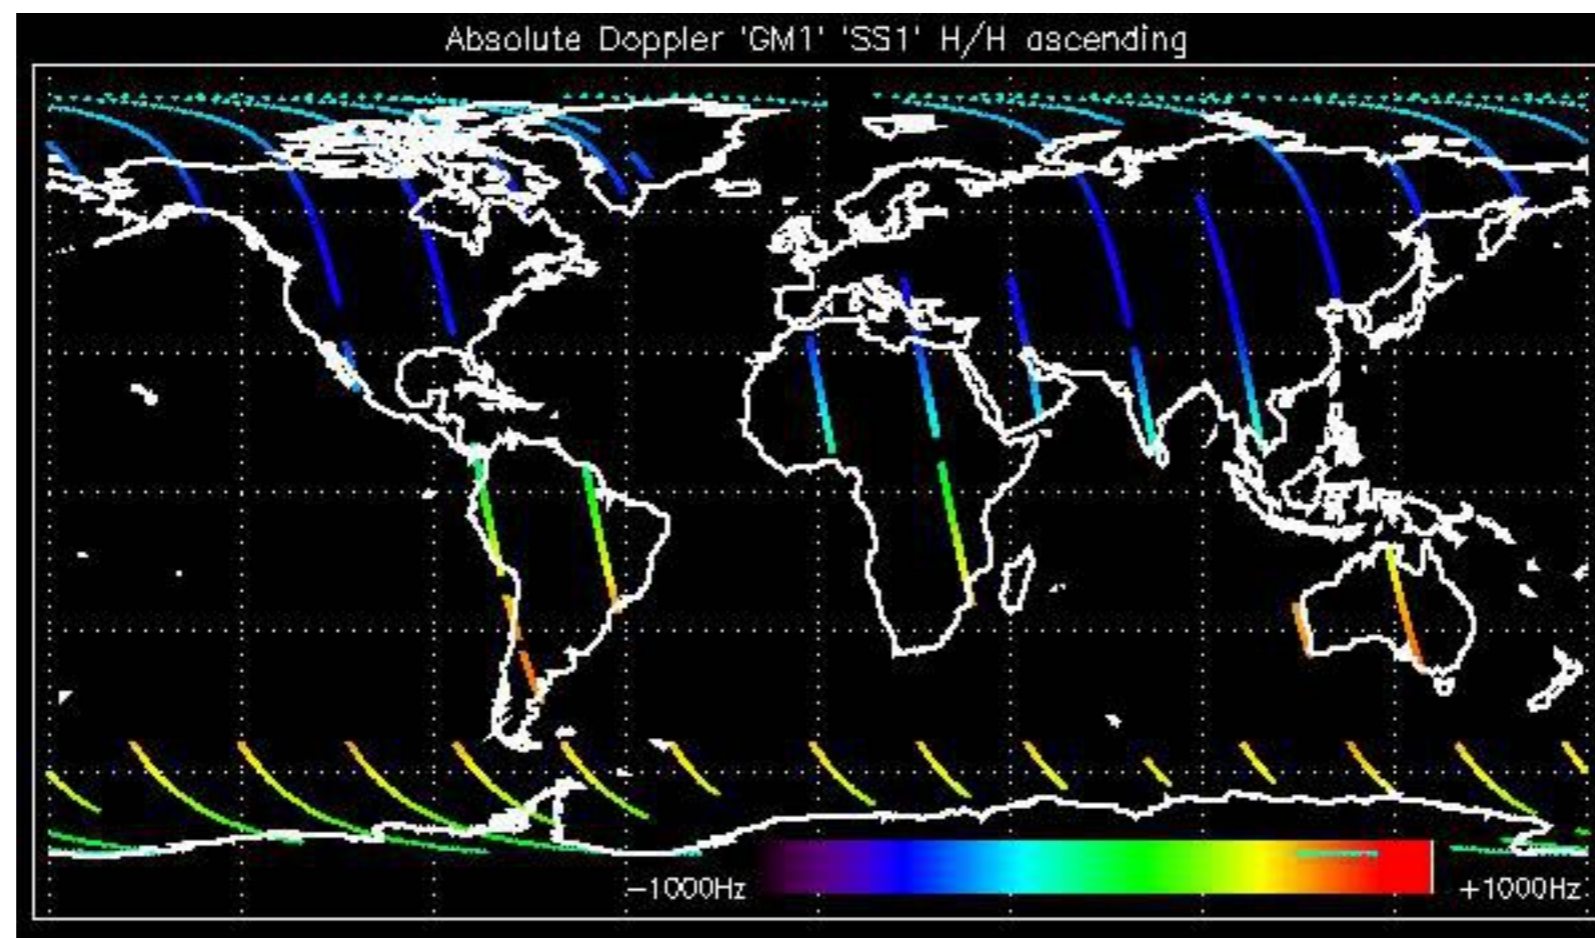 Absolute Doppler 'GM1' 'SS1' H/H ascending
-1000Hz
+1000Hz